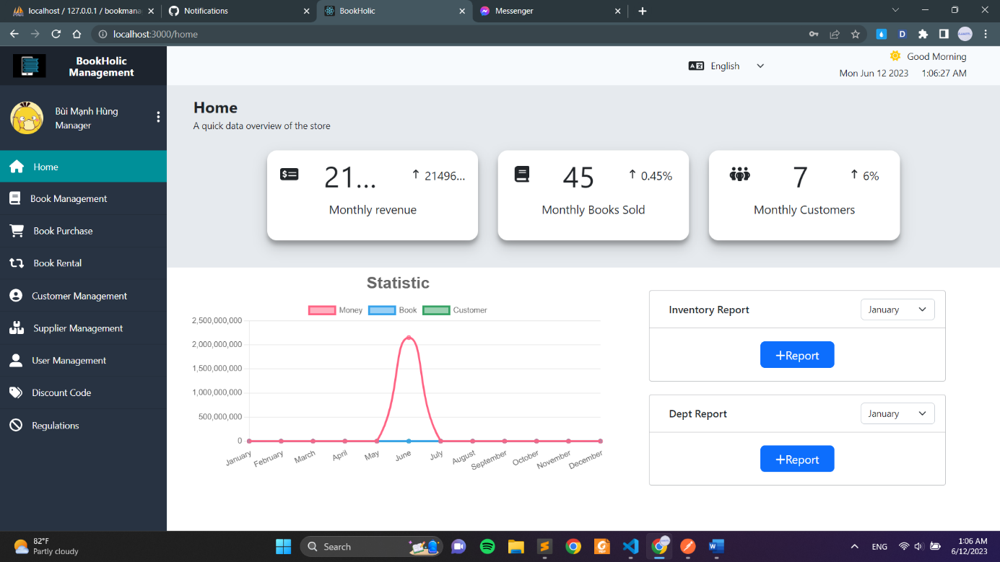 localhost / 127.0.0.1 / bookmana
Notifications
BookHolic
Messenger
localhost:3000/home
D
BookHolic
Management
English
Good Morning
Mon Jun 12 2023 1:06:27 AM
Bùi Mạnh Hùng
Manager
Home
Book Management
Book Purchase
Book Rental
Customer Management
Supplier Management
User Management
Discount Code
Regulations
Home
A quick data overview of the store
21... ↑ 21496...
Monthly revenue
45 ↑ 0.45%
Monthly Books Sold
7 ↑ 6%
Monthly Customers
Statistic
Money Book Customer
2,500,000,000
2,000,000,000
1,500,000,000
1,000,000,000
500,000,000
0
January February March April May June July August September October November December
Inventory Report January
+Report
Dept Report January
+Report
82°F
Partly cloudy
Search
ENG
1:06 AM
6/12/2023